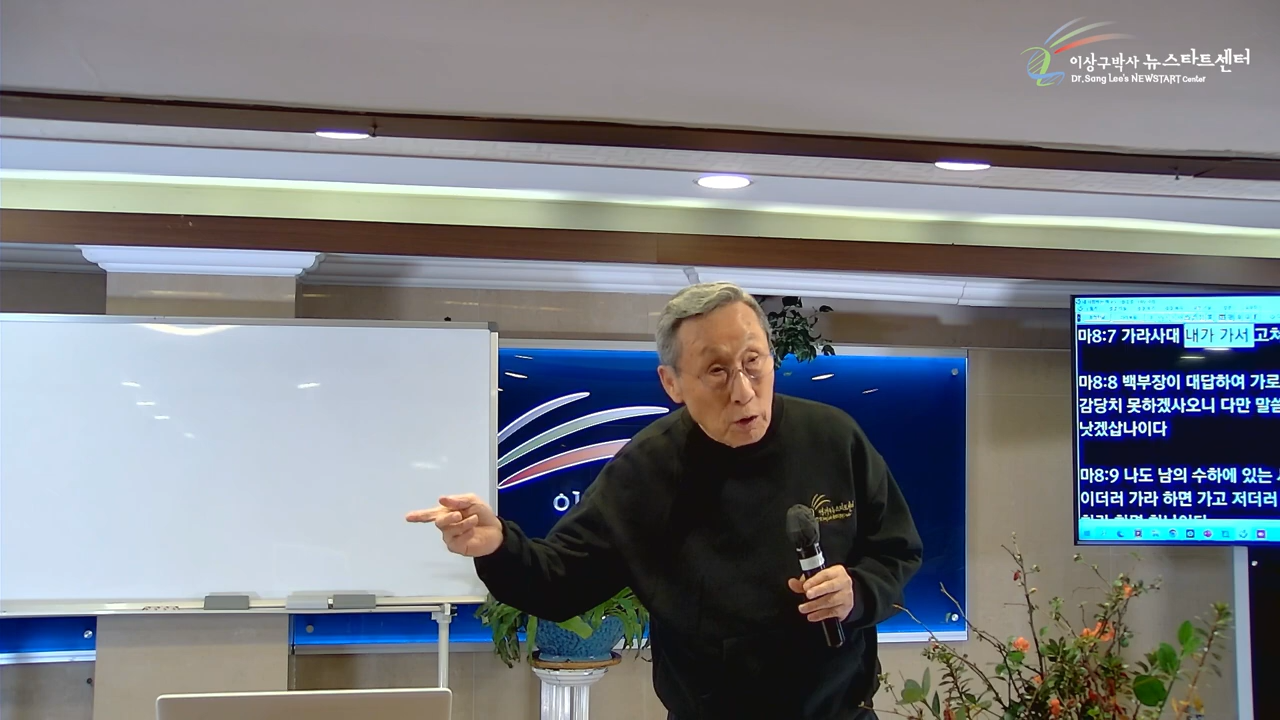 이상구박사 뉴스타트센터
Dr.Sang Lee's NEWSTART Center
마8:7 가라사대 내가 가서 고쳐
마8:8 백부장이 대답하여 가로
감당치 못하겠사오니 다만 말씀
낫겠삽나이다
마8:9 나도 남의 수하에 있는
이더러 가라 하면 가고 저더러